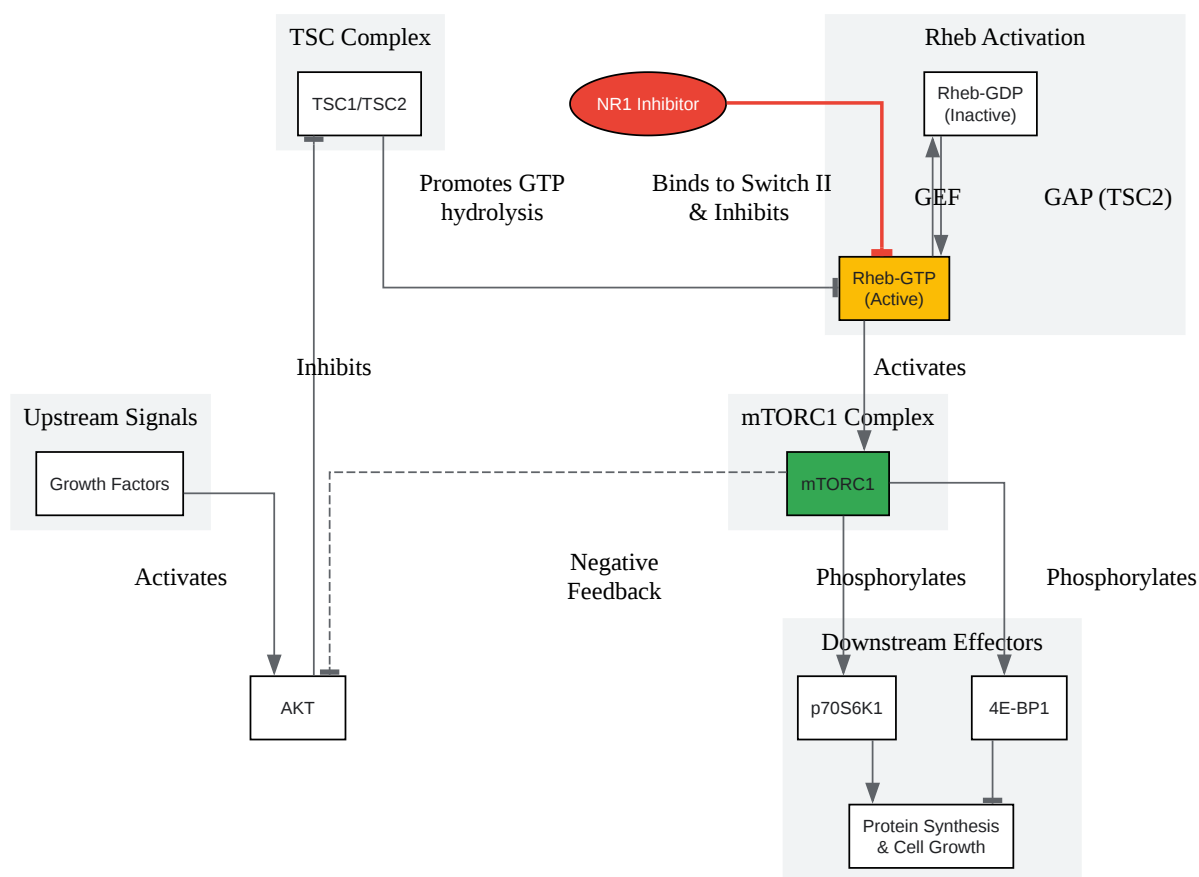 TSC Complex
Rheb Activation
TSC1/TSC2
NR1 Inhibitor
Rheb-GDP
(Inactive)
Promotes GTP
hydrolysis
Binds to Switch II
& Inhibits
GEF
GAP (TSC2)
Rheb-GTP
(Active)
Inhibits
Activates
Upstream Signals
mTORC1 Complex
Growth Factors
mTORC1
Activates
Negative
Feedback
Phosphorylates
Phosphorylates
Downstream Effectors
AKT
p70S6K1
4E-BP1
Protein Synthesis
& Cell Growth